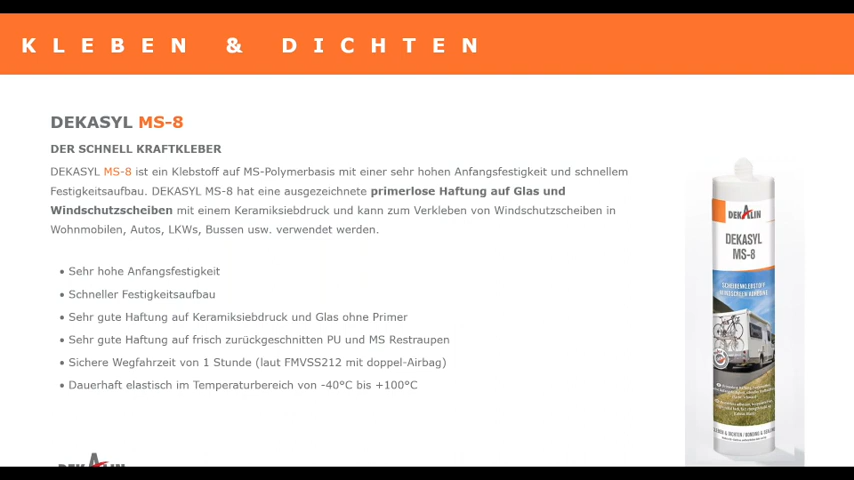 KLEBEN & DICHTEN
DEKASYL MS-8
DER SCHNELL KRAFTKLEBER
DEKASYL MS-8 ist ein Klebstoff auf MS-Polymerbasis mit einer sehr hohen Anfangsfestigkeit und schnellem
Festigkeitsaufbau. DEKASYL MS-8 hat eine ausgezeichnete primerlose Haftung auf Glas und
Windschutzscheiben mit einem Keramiksiebdruck und kann zum Verkleben von Windschutzscheiben in
Wohnmobilen, Autos, LKWs, Bussen usw. verwendet werden.
• Sehr hohe Anfangsfestigkeit
• Schneller Festigkeitsaufbau
• Sehr gute Haftung auf Keramiksiebdruck und Glas ohne Primer
• Sehr gute Haftung auf frisch zurückgeschnitten PU und MS Restraupen
• Sichere Wegfahrzeit von 1 Stunde (laut FMVSS212 mit doppel-Airbag)
• Dauerhaft elastisch im Temperaturbereich von -40°C bis +100°C
DEKALIN
DEKASYL
MS-8
DEKALIN